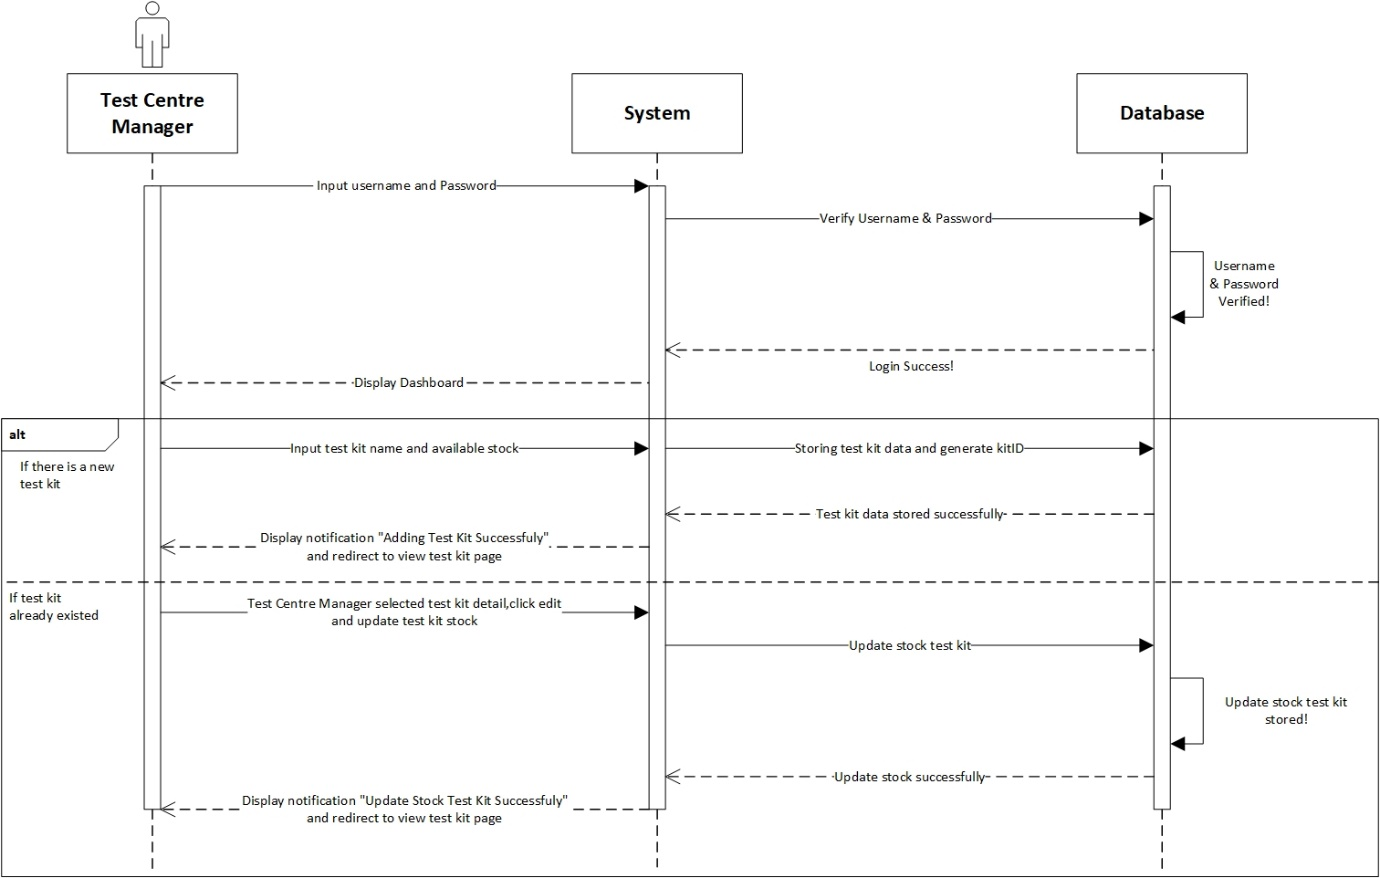 Test Centre
Manager
System
Database
Input username and Password
Verify Username & Password
Username
& Password
Verified!
Login Success!
Display Dashboard
alt
If there is a new
test kit
Input test kit name and available stock
Storing test kit data and generate kitID
Test kit data stored successfully
Display notification "Adding Test Kit Successfuly"
and redirect to view test kit page
If test kit
already existed
Test Centre Manager selected test kit detail,click edit
and update test kit stock
Update stock test kit
Update stock test kit
stored!
Update stock successfully
Display notification "Update Stock Test Kit Successfuly"
and redirect to view test kit page